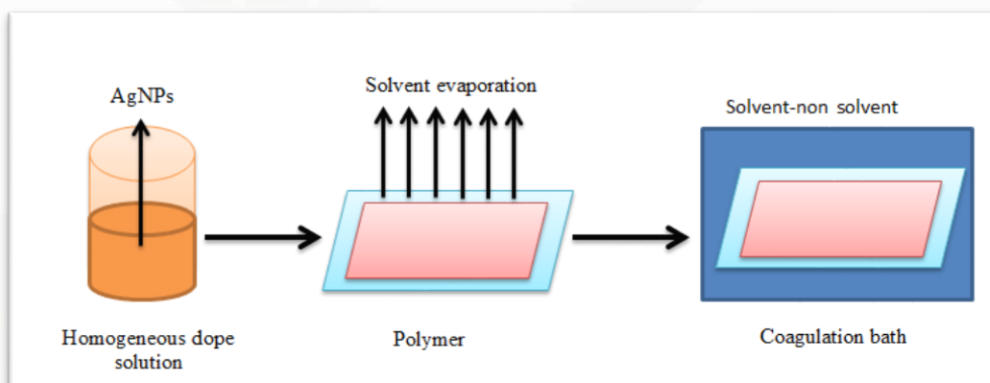 AgNPs
Solvent evaporation
Solvent-non solvent
Homogeneous dope
solution
Polymer
Coagulation bath